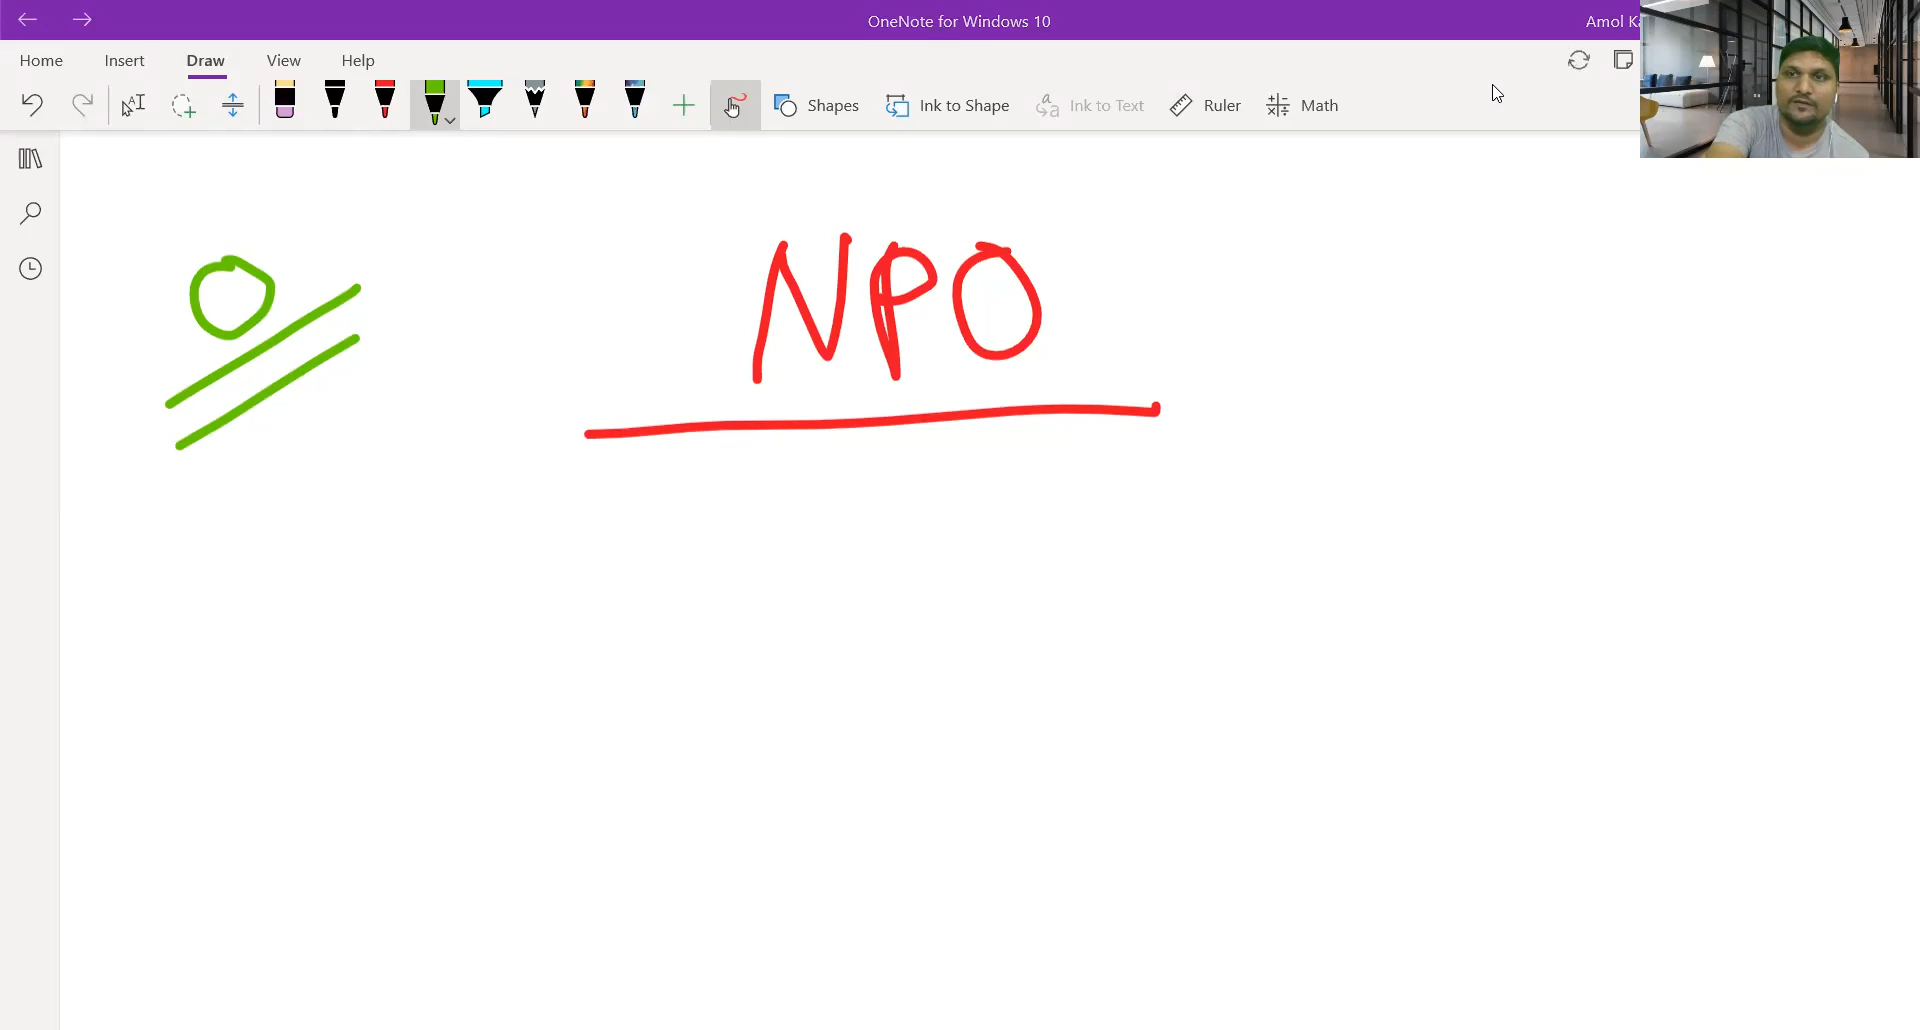 OneNote for Windows 10
Amol Ka
Home Insert Draw View Help
Shapes Ink to Shape Ink to Text Ruler Math
NPO